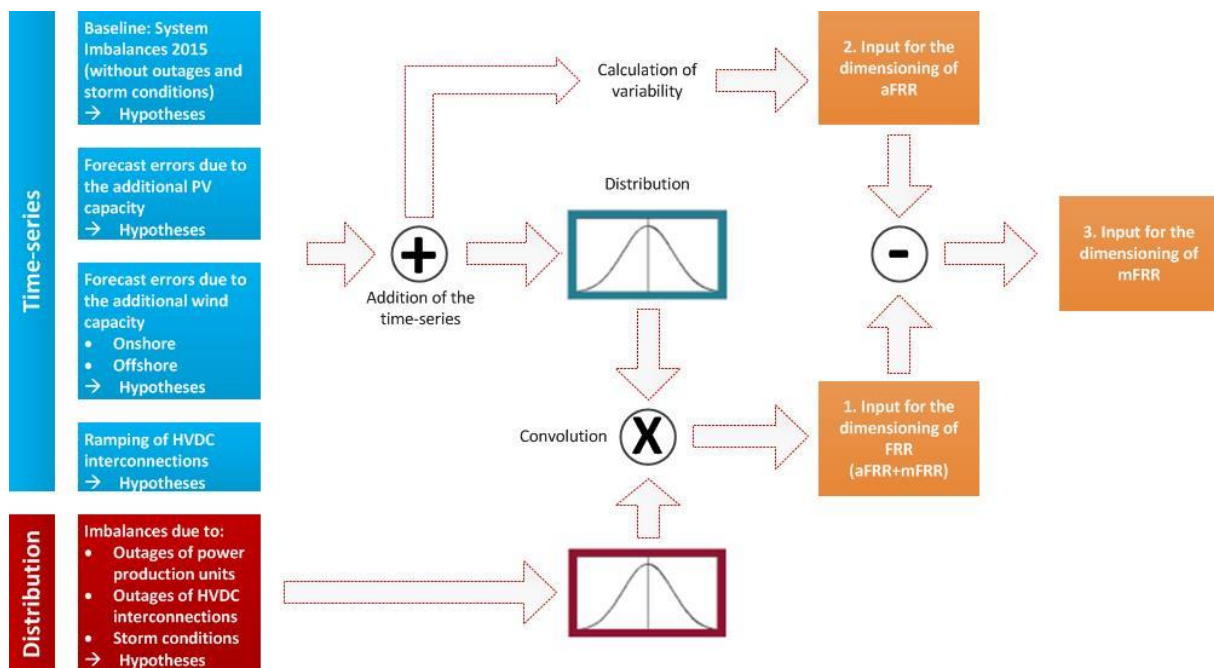 Time-series
Baseline: System
Imbalances 2015
(without outages and
storm conditions)
→ Hypotheses
Forecast errors due to
the additional PV
capacity
→ Hypotheses
Forecast errors due to
the additional wind
capacity
• Onshore
• Offshore
→ Hypotheses
Ramping of HVDC
interconnections
→ Hypotheses
Distribution
Imbalances due to:
• Outages of power
production units
• Outages of HVDC
interconnections
• Storm conditions
→ Hypotheses
+
Addition of the
time-series
Calculation of
variability
Distribution
Convolution
X
2. Input for the
dimensioning of
aFRR
-
1. Input for the
dimensioning of
FRR
(aFRR+mFRR)
3. Input for the
dimensioning of
mFRR